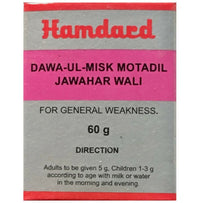 Hamdard
DAWA-UL-MISK MOTADIL
JAWAHAR WALI
FOR GENERAL WEAKNESS.
60 g
DIRECTION
Adults to be given 5 g, Children 1-3 g
according to age with milk or water
in the morning and evening.